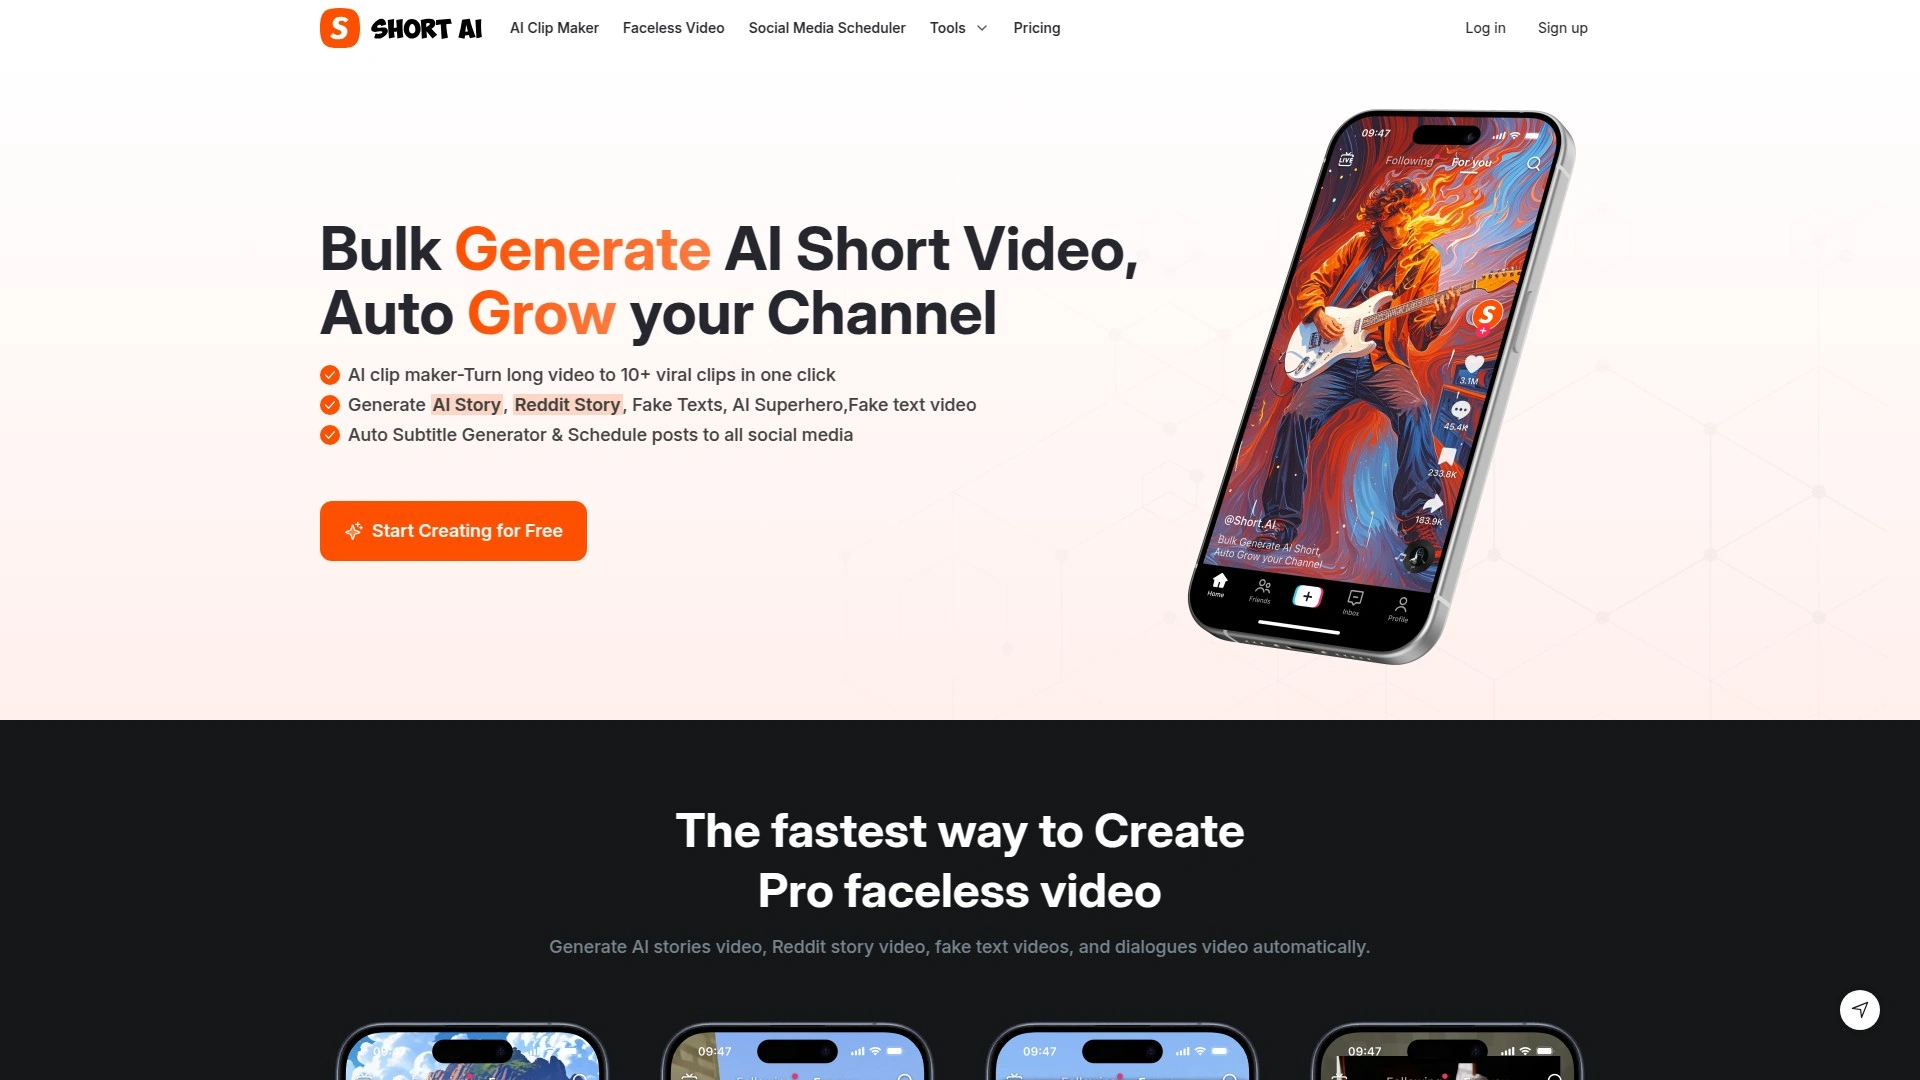 S SHORT AI
AI Clip Maker
Faceless Video
Social Media Scheduler
Tools
Pricing
Log in
Sign up
Bulk Generate AI Short Video,
Auto Grow your Channel
AI clip maker-Turn long video to 10+ viral clips in one click
Generate AI Story, Reddit Story, Fake Texts, AI Superhero,Fake text video
Auto Subtitle Generator & Schedule posts to all social media
Start Creating for Free
09:47
LIVE
Following
For you
S
3.1M
45.4K
233.8K
183.9K
@Short.AI
Bulk Generate AI Short,
Auto Grow your Channel
Home
Friends
Inbox
Profile
The fastest way to Create
Pro faceless video
Generate AI stories video, Reddit story video, fake text videos, and dialogues video automatically.
09:47
09:47
09:47